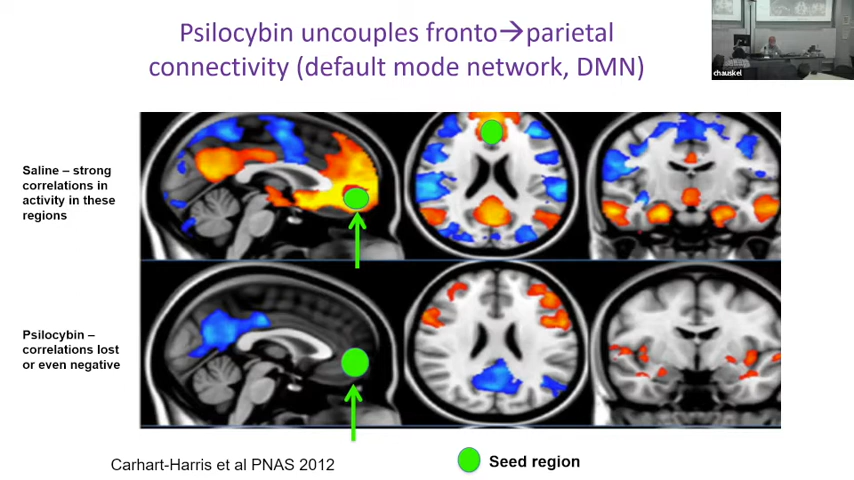 Psilocybin uncouples fronto→parietal
connectivity (default mode network, DMN)
chauskel
Saline – strong
correlations in
activity in these
regions
Psilocybin –
correlations lost
or even negative
Carhart-Harris et al PNAS 2012
Seed region